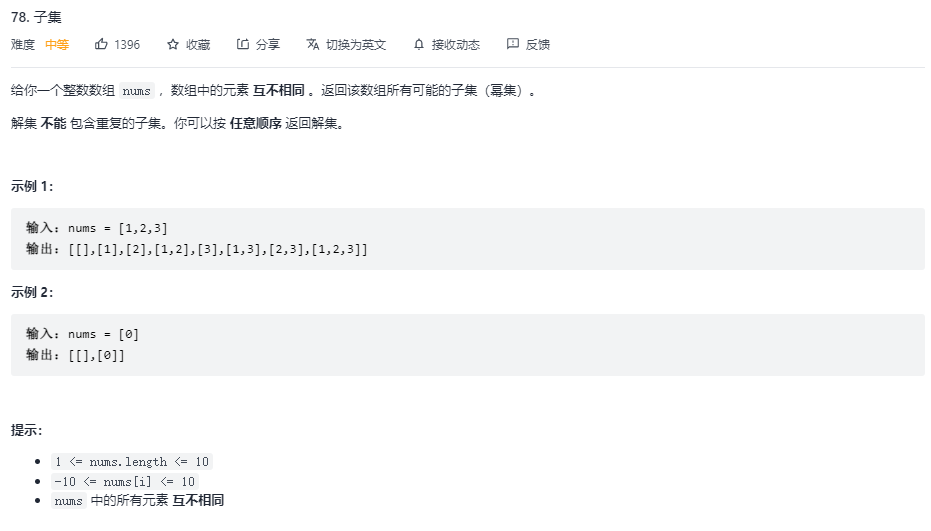 78. 子集
难度 中等 1396 收藏 分享 切换为英文 接收动态 反馈
给你一个整数数组 nums ，数组中的元素 互不相同 。返回该数组所有可能的子集（幂集）。
解集 不能 包含重复的子集。你可以按 任意顺序 返回解集。
示例 1：
输入：nums = [1,2,3]
输出：[[],[1],[2],[1,2],[3],[1,3],[2,3],[1,2,3]]
示例 2：
输入：nums = [0]
输出：[[],[0]]
提示：
1 <= nums.length <= 10
-10 <= nums[i] <= 10
nums 中的所有元素 互不相同